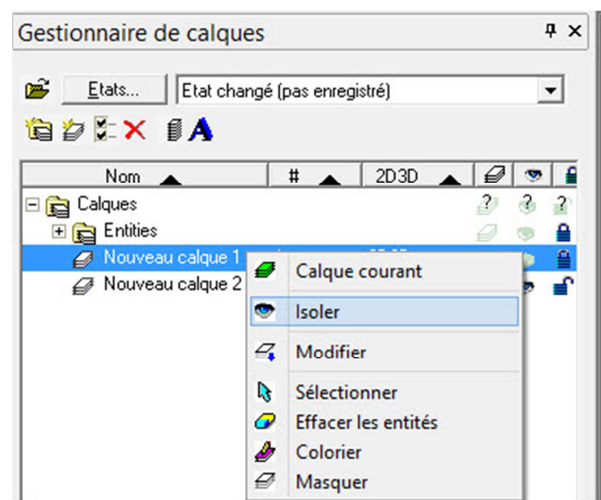 Gestionnaire de calques
Etats... Etat changé (pas enregistré)
Nom # 2D3D
Calques ? ? ?
Entities
Nouveau calque 1
Nouveau calque 2
Calque courant
Isoler
Modifier
Sélectionner
Effacer les entités
Colorier
Masquer